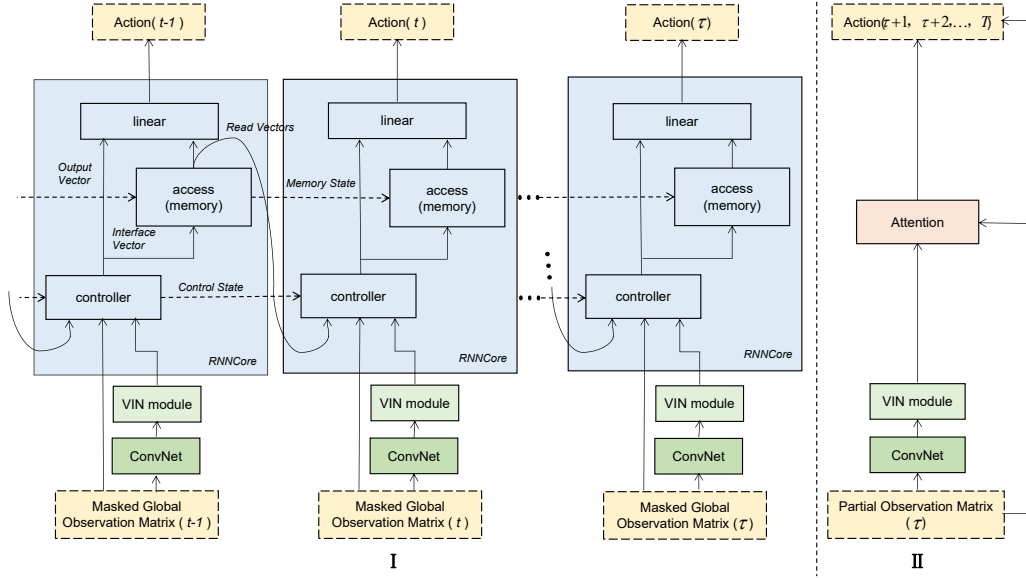 Action( t-1 )
Action( t )
Action(τ)
Action(τ+1, τ+2,…, T)
linear
Read Vectors
linear
linear
Output
Vector
access
(memory)
Memory State
access
(memory)
access
(memory)
Attention
Interface
Vector
controller
Control State
controller
controller
RNNCore
RNNCore
RNNCore
VIN module
VIN module
VIN module
VIN module
ConvNet
ConvNet
ConvNet
ConvNet
Masked Global
Observation Matrix ( t-1 )
Masked Global
Observation Matrix ( t )
Masked Global
Observation Matrix (τ)
Partial Observation Matrix
(τ)
I
II